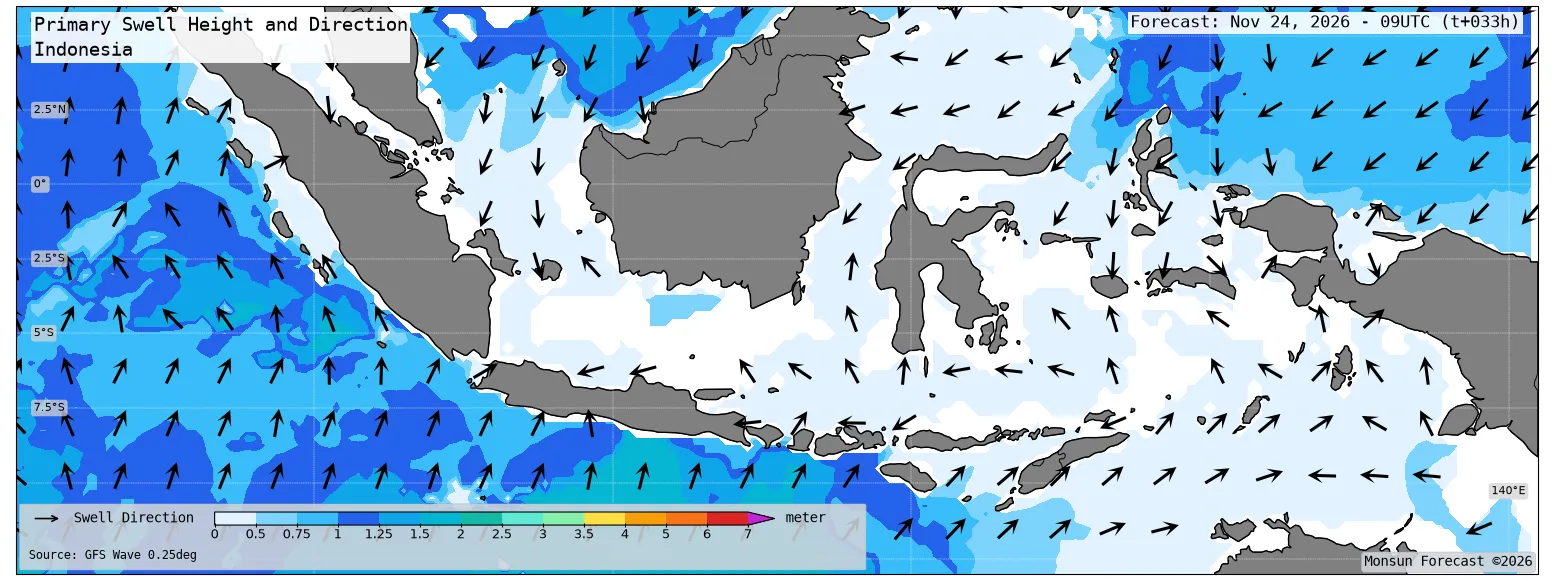 Primary Swell Height and Direction
Indonesia
Forecast: Nov 24, 2026 - 09UTC (t+033h)
2.5°N
0°
2.5°S
5°S
7.5°S
140°E
Swell Direction
0 0.5 0.75 1 1.25 1.5 2 2.5 3 3.5 4 5 6 7
meter
Source: GFS Wave 0.25deg
Monsun Forecast ©2026